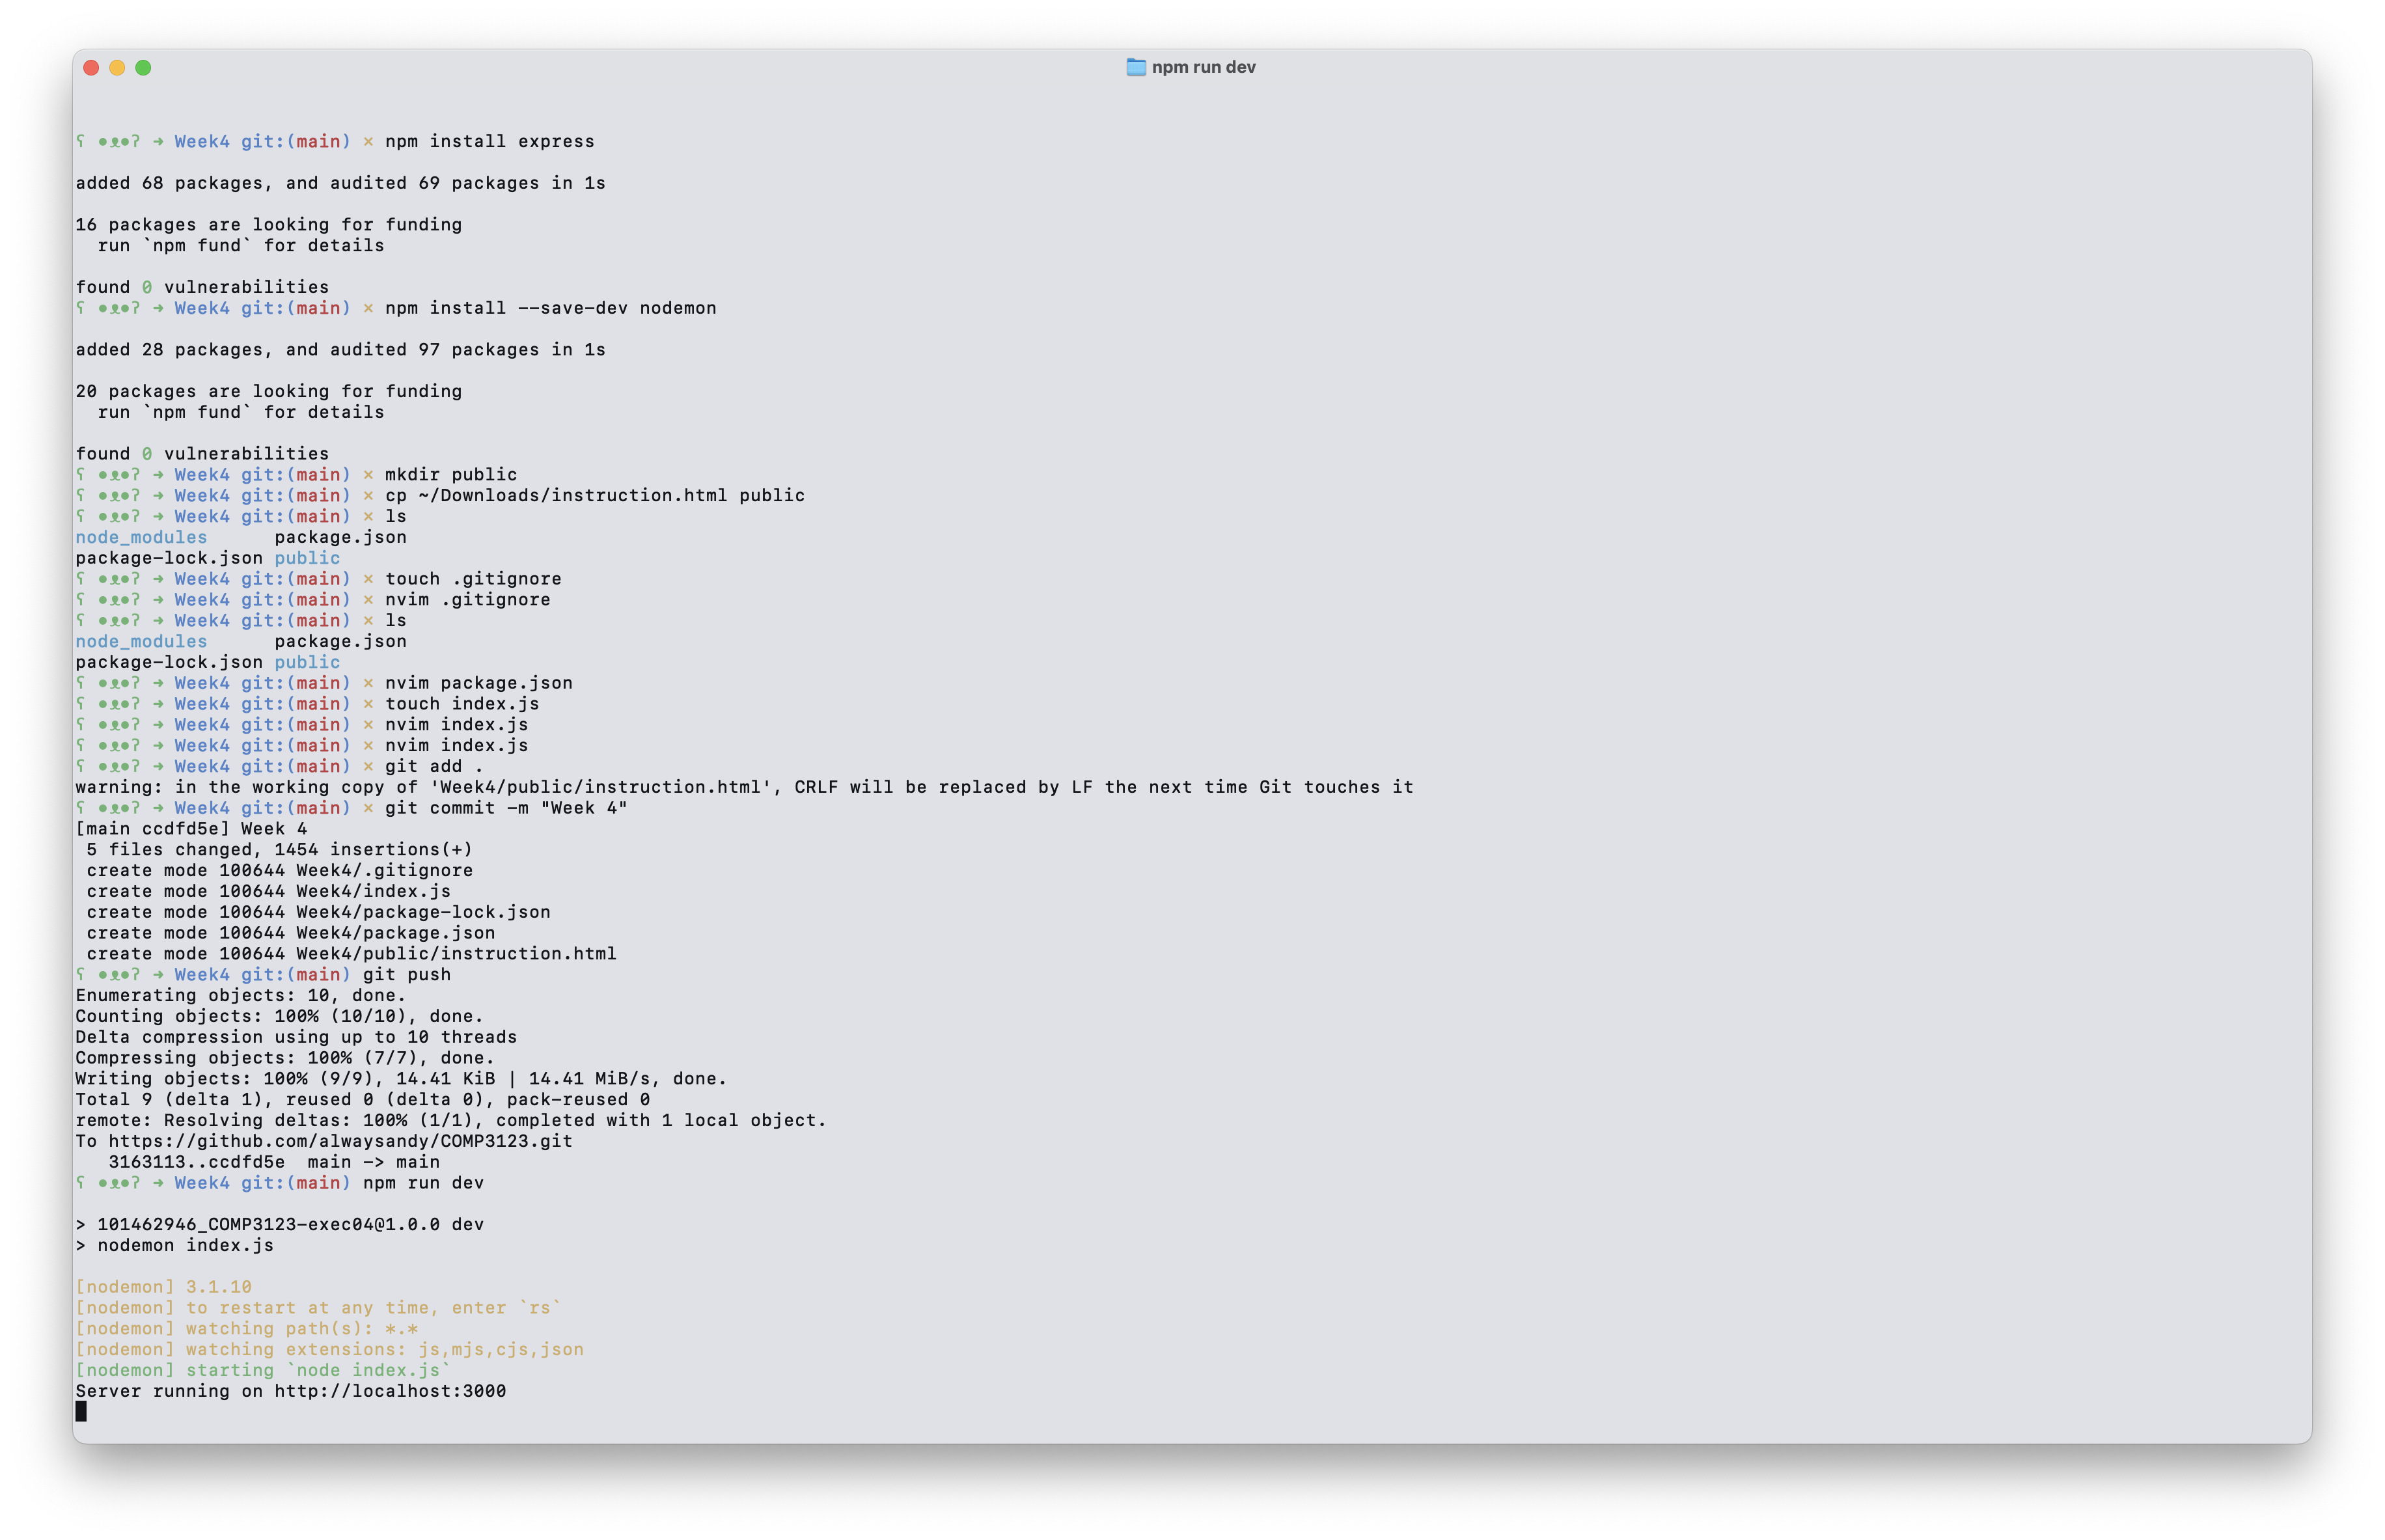 npm run dev
ʕ •ᴥ•ʔ ➜ Week4 git:(main) × npm install express
added 68 packages, and audited 69 packages in 1s
16 packages are looking for funding
  run `npm fund` for details
found 0 vulnerabilities
ʕ •ᴥ•ʔ ➜ Week4 git:(main) × npm install --save-dev nodemon
added 28 packages, and audited 97 packages in 1s
20 packages are looking for funding
  run `npm fund` for details
found 0 vulnerabilities
ʕ •ᴥ•ʔ ➜ Week4 git:(main) × mkdir public
ʕ •ᴥ•ʔ ➜ Week4 git:(main) × cp ~/Downloads/instruction.html public
ʕ •ᴥ•ʔ ➜ Week4 git:(main) × ls
node_modules      package.json
package-lock.json public
ʕ •ᴥ•ʔ ➜ Week4 git:(main) × touch .gitignore
ʕ •ᴥ•ʔ ➜ Week4 git:(main) × nvim .gitignore
ʕ •ᴥ•ʔ ➜ Week4 git:(main) × ls
node_modules      package.json
package-lock.json public
ʕ •ᴥ•ʔ ➜ Week4 git:(main) × nvim package.json
ʕ •ᴥ•ʔ ➜ Week4 git:(main) × touch index.js
ʕ •ᴥ•ʔ ➜ Week4 git:(main) × nvim index.js
ʕ •ᴥ•ʔ ➜ Week4 git:(main) × nvim index.js
ʕ •ᴥ•ʔ ➜ Week4 git:(main) × git add .
warning: in the working copy of 'Week4/public/instruction.html', CRLF will be replaced by LF the next time Git touches it
ʕ •ᴥ•ʔ ➜ Week4 git:(main) × git commit -m "Week 4"
[main ccdfd5e] Week 4
 5 files changed, 1454 insertions(+)
 create mode 100644 Week4/.gitignore
 create mode 100644 Week4/index.js
 create mode 100644 Week4/package-lock.json
 create mode 100644 Week4/package.json
 create mode 100644 Week4/public/instruction.html
ʕ •ᴥ•ʔ ➜ Week4 git:(main) git push
Enumerating objects: 10, done.
Counting objects: 100% (10/10), done.
Delta compression using up to 10 threads
Compressing objects: 100% (7/7), done.
Writing objects: 100% (9/9), 14.41 KiB | 14.41 MiB/s, done.
Total 9 (delta 1), reused 0 (delta 0), pack-reused 0
remote: Resolving deltas: 100% (1/1), completed with 1 local object.
To https://github.com/alwaysandy/COMP3123.git
   3163113..ccdfd5e  main -> main
ʕ •ᴥ•ʔ ➜ Week4 git:(main) npm run dev
> 101462946_COMP3123-exec04@1.0.0 dev
> nodemon index.js
[nodemon] 3.1.10
[nodemon] to restart at any time, enter `rs`
[nodemon] watching path(s): *.*
[nodemon] watching extensions: js,mjs,cjs,json
[nodemon] starting `node index.js`
Server running on http://localhost:3000